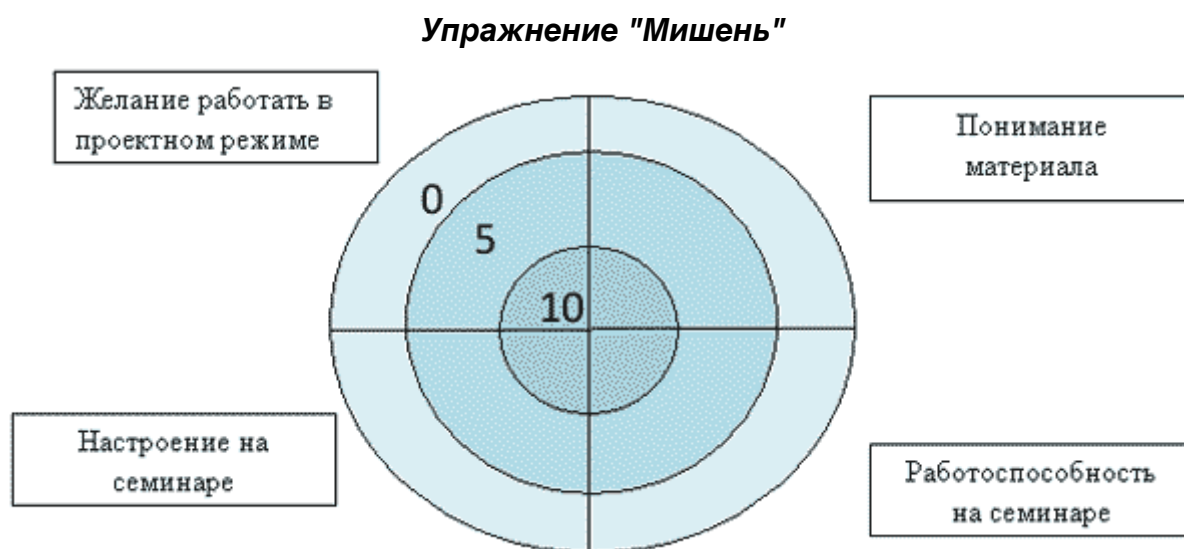 Упражнение "Мишень"
Желание работать в
проектном режиме
Понимание
материала
0
5
10
Настроение на
семинаре
Работоспособность
на семинаре